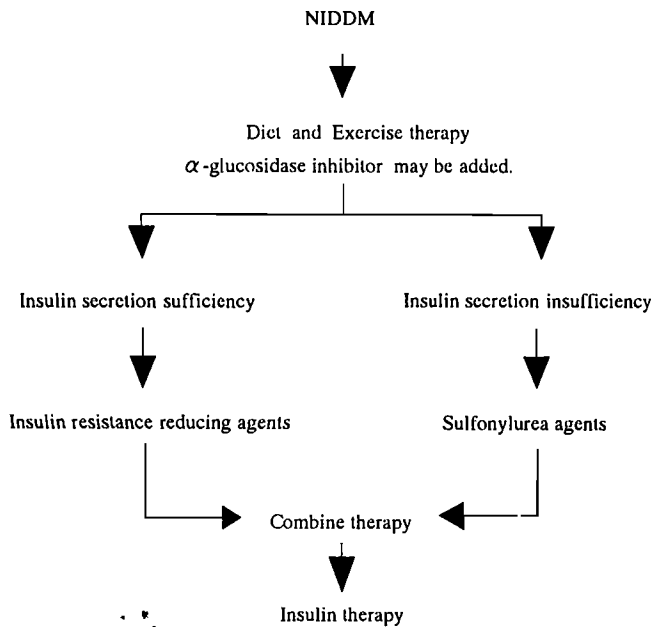 NIDDM
Diet and Exercise therapy
α-glucosidase inhibitor may be added.
Insulin secretion sufficiency
Insulin secretion insufficiency
Insulin resistance reducing agents
Sulfonylurea agents
Combine therapy
Insulin therapy